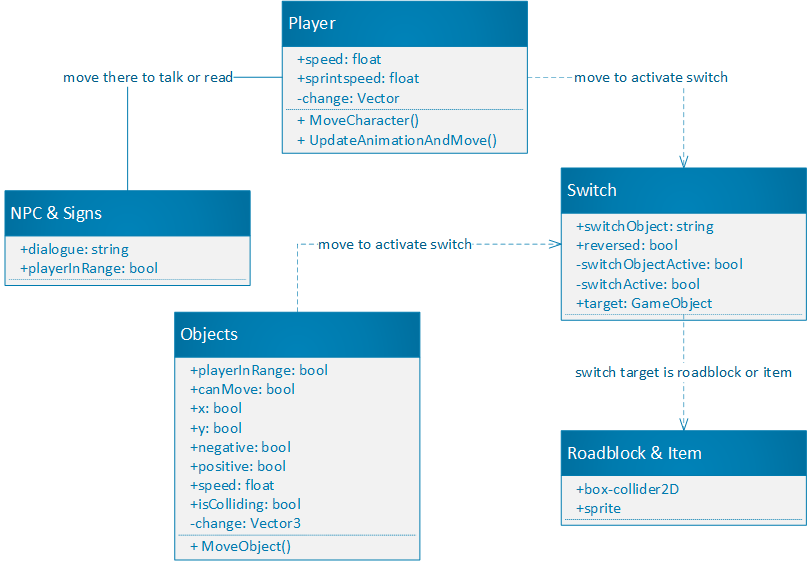 Player
+speed: float
+sprintspeed: float
-change: Vector
+ MoveCharacter()
+ UpdateAnimationAndMove()
move there to talk or read
move to activate switch
NPC & Signs
+dialogue: string
+playerInRange: bool
Switch
+switchObject: string
+reversed: bool
-switchObjectActive: bool
-switchActive: bool
+target: GameObject
move to activate switch
Objects
+playerInRange: bool
+canMove: bool
+x: bool
+y: bool
+negative: bool
+positive: bool
+speed: float
+isColliding: bool
-change: Vector3
+ MoveObject()
switch target is roadblock or item
Roadblock & Item
+box-collider2D
+sprite